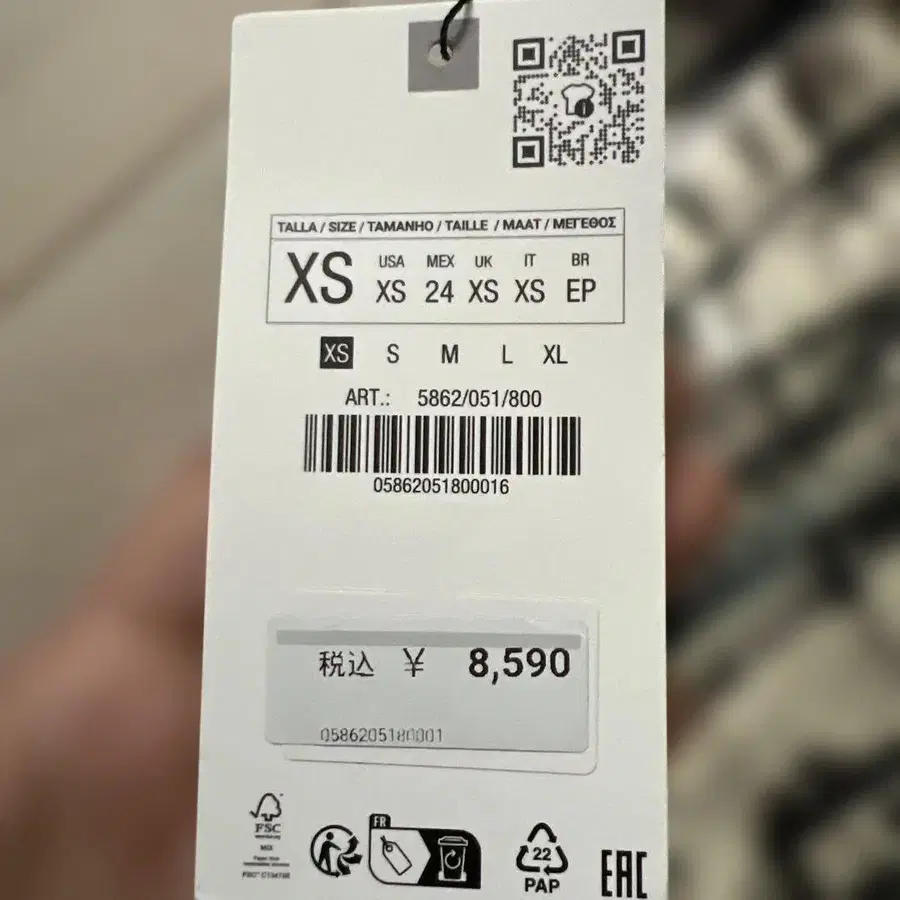 TALLA / SIZE / TAMANHO / TAILLE / MAAT / ΜΕΓΕΘΟΣ
XS
USA MEX UK IT BR
XS 24 XS XS EP
XS S M L XL
ART.: 5862/051/800
05862051800016
税込 ¥ 8,590
0586205180001
FSC
MIX
FR
22
PAP
EAC